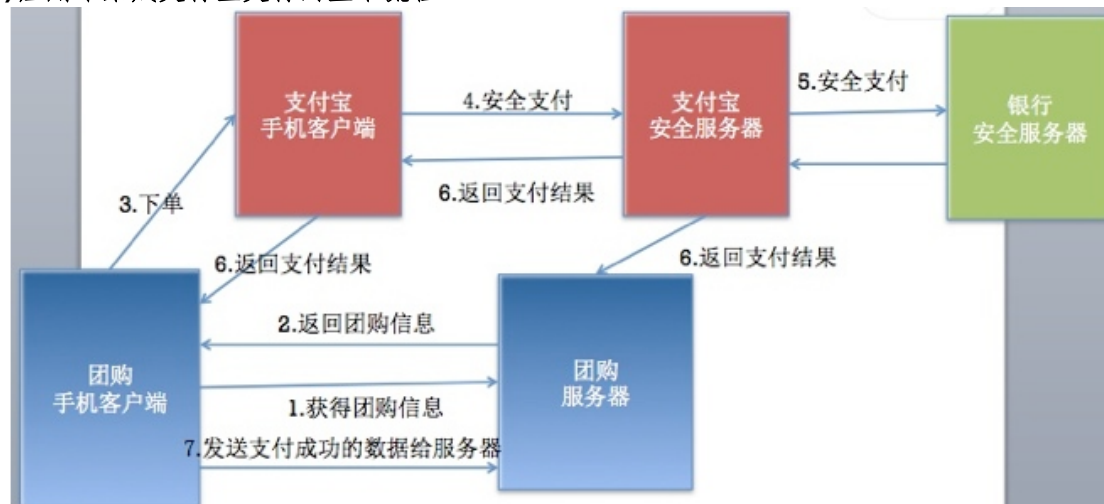 支付宝
手机客户端
4.安全支付
支付宝
安全服务器
5.安全支付
银行
安全服务器
6.返回支付结果
3.下单
6.返回支付结果
6.返回支付结果
2.返回团购信息
团购
手机客户端
团购
服务器
1.获得团购信息
7.发送支付成功的数据给服务器